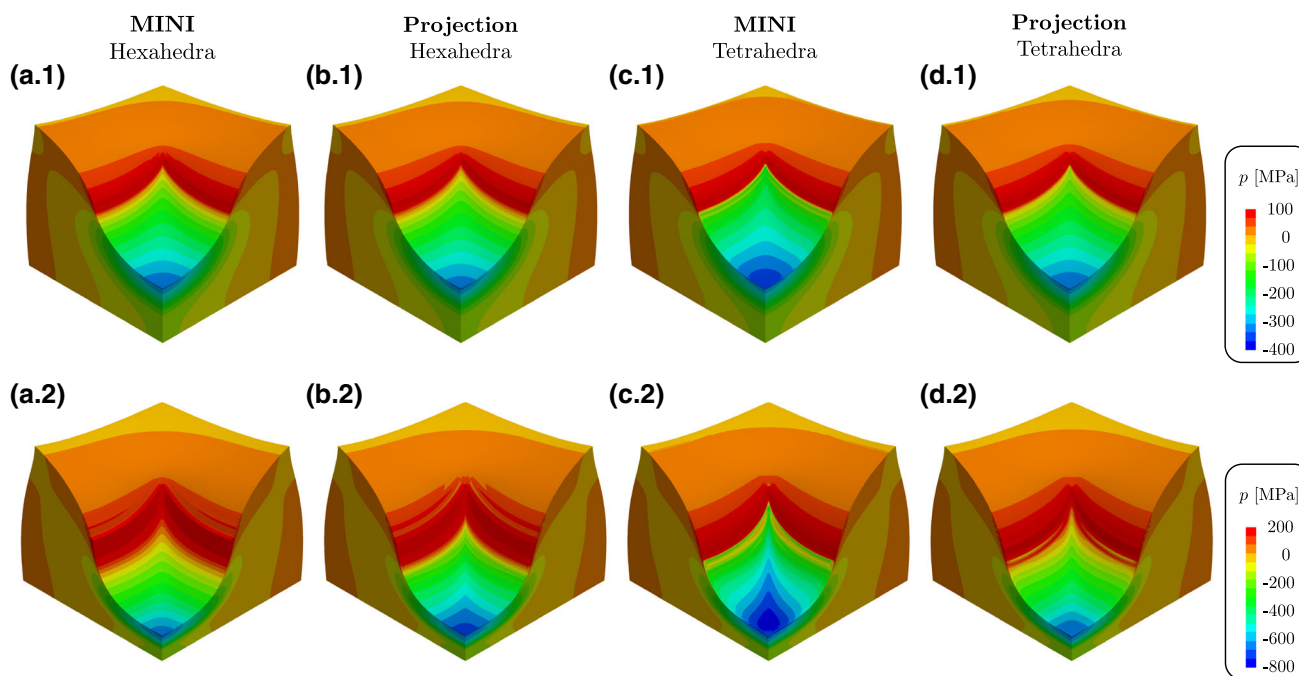 MINI
Hexahedra
Projection
Hexahedra
MINI
Tetrahedra
Projection
Tetrahedra
(a.1)
(b.1)
(c.1)
(d.1)
p [MPa]
100
0
-100
-200
-300
-400
(a.2)
(b.2)
(c.2)
(d.2)
p [MPa]
200
0
-200
-400
-600
-800